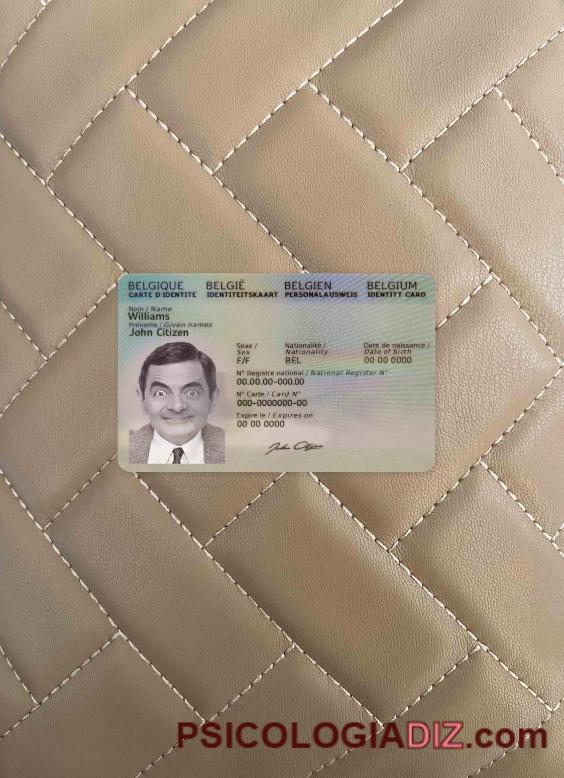 BELGIQUE BELGIË BELGIEN BELGIUM
CARTE D'IDENTITE IDENTITEITSKAART PERSONALAUSWEIS IDENTITY CARD
Nom / Name
Williams
Prénoms / Given names
John Citizen
Sexe / Nationalité / Date de naissance /
Sex Nationality Date of birth
F/F BEL 00 00 0000
N° Registre national / National Register N°
00.00.00-000.00
N° Carte / Card N°
000-0000000-00
Expire le / Expires on
00 00 0000
John Citizen
PSICOLOGIADIZ.com